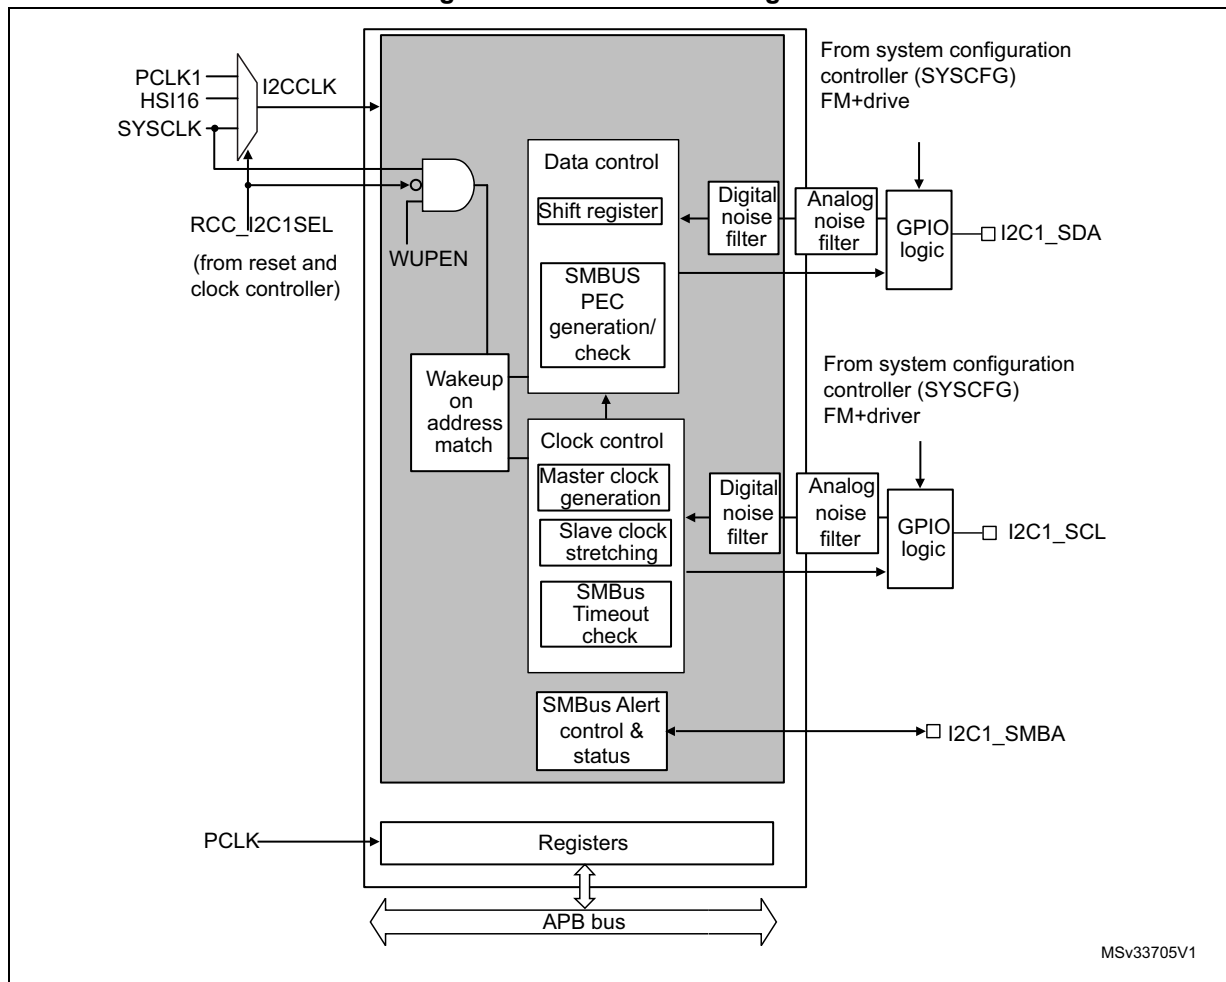 PCLK1
HSI16
SYSCLK
I2CCLK
RCC_I2C1SEL
(from reset and
clock controller)
WUPEN
Wakeup
on
address
match
Data control
Shift register
SMBUS
PEC
generation/
check
Clock control
Master clock
generation
Slave clock
stretching
SMBus
Timeout
check
SMBus Alert
control &
status
Digital
noise
filter
Analog
noise
filter
GPIO
logic
I2C1_SDA
From system configuration
controller (SYSCFG)
FM+drive
From system configuration
controller (SYSCFG)
FM+driver
Digital
noise
filter
Analog
noise
filter
GPIO
logic
I2C1_SCL
I2C1_SMBA
PCLK
Registers
APB bus
MSv33705V1